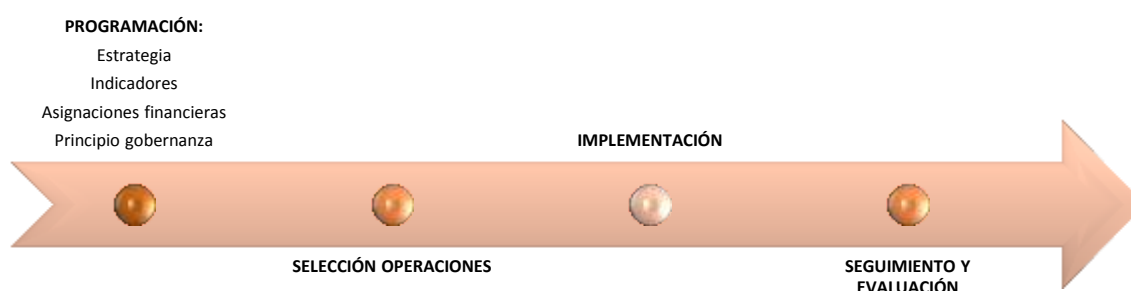 PROGRAMACIÓN:
Estrategia
Indicadores
Asignaciones financieras
Principio gobernanza
IMPLEMENTACIÓN
SELECCIÓN OPERACIONES
SEGUIMIENTO Y
EVALUACIÓN